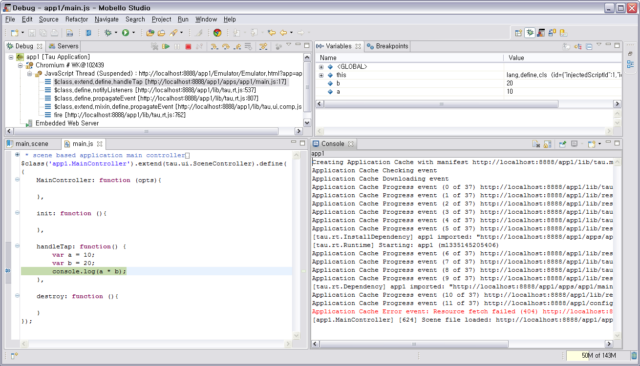 Debug - app1/main.js - Mobello Studio
File Edit Source Refactor Navigate Search Project Run Window Help
Debug
Servers
app1 [Tau Application]
Chromium # WK@102439
JavaScript Thread (Suspended) : http://localhost:8888/app1/Emulator/Emulator.html?app=ap
$class,extend,define,handleTap [http://localhost:8888/app1/apps/app1/main.js:17]
$class,define,notifyListeners [http://localhost:8888/app1/lib/tau,rt,js:537]
$class,define,propagateEvent [http://localhost:8888/app1/lib/tau,rt,js:807]
$class,extend,mixin,define,propagateEvent [http://localhost:8888/app1/lib/tau,ui,comp,js
fire [http://localhost:8888/app1/lib/tau,rt,js:762]
Embedded Web Server
Variables
Breakpoints
Name
Value
<GLOBAL>
this
lang,define,cls (id={"injectedScriptId":1,"i
b
20
a
10
main.scene
main.js
* scene based application main controller
$class('app1.MainController').extend(tau.ui.SceneController).define(
{
MainController: function (opts){
},
init: function (){
},
handleTap: function() {
var a = 10;
var b = 20;
console.log(a * b);
},
destroy: function (){
}
});
Console
app1
Creating Application Cache with manifest http://localhost:8888/app1/lib/tau.m
Application Cache Checking event
Application Cache Downloading event
Application Cache Progress event (0 of 37) http://localhost:8888/app1/lib/tau
Application Cache Progress event (1 of 37) http://localhost:8888/app1/lib/res
Application Cache Progress event (2 of 37) http://localhost:8888/app1/lib/res
Application Cache Progress event (3 of 37) http://localhost:8888/app1/lib/tau
Application Cache Progress event (4 of 37) http://localhost:8888/app1/lib/res
Application Cache Progress event (5 of 37) http://localhost:8888/app1/lib/res
[tau.rt.InstallDependency] app1 imported: "http://localhost:8888/app1/apps/ap
[tau.rt.Runtime] Starting: app1 (m1335145205406)
Application Cache Progress event (6 of 37) http://localhost:8888/app1/lib/res
Application Cache Progress event (7 of 37) http://localhost:8888/app1/lib/tau
Application Cache Progress event (8 of 37) http://localhost:8888/app1/lib/tau
Application Cache Progress event (9 of 37) http://localhost:8888/app1/lib/res
[tau.rt.Dependency] app1 imported: "http://localhost:8888/app1/apps/app1/main
Application Cache Progress event (10 of 37) http://localhost:8888/app1/lib/re
Application Cache Progress event (11 of 37) http://localhost:8888/app1/config
Application Cache Error event: Resource fetch failed (404) http://localhost:8
[app1.MainController] [624] Scene file loaded: http://localhost:8888/app1/app
50M of 143M